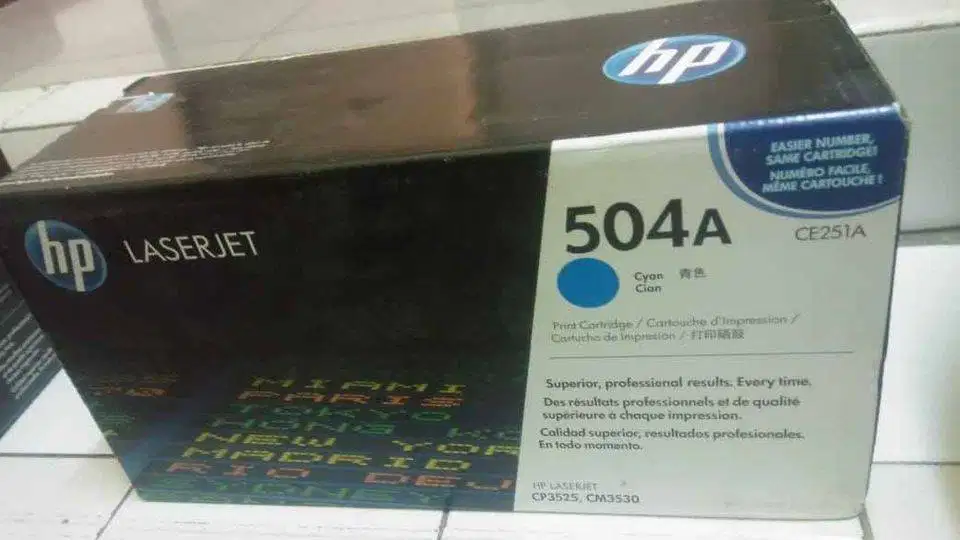 hp
EASIER NUMBER,
SAME CARTRIDGE!
NUMÉRO FACILE,
MÊME CARTOUCHE!
hp LASERJET
504A
CE251A
Cyan 青色
Cian
Print Cartridge / Cartouche d'impression /
Cartucho de impresión / 打印硒鼓
Superior, professional results. Every time.
Des résultats professionnels et de qualité
supérieure à chaque impression.
Calidad superior, resultados profesionales.
En todo momento.
HP LASERJET
CP3525, CM3530
MIAMI
PARIS
TOKYO
HONG
NEW YOR
MADRID
RIO DEJ
SYDNEY